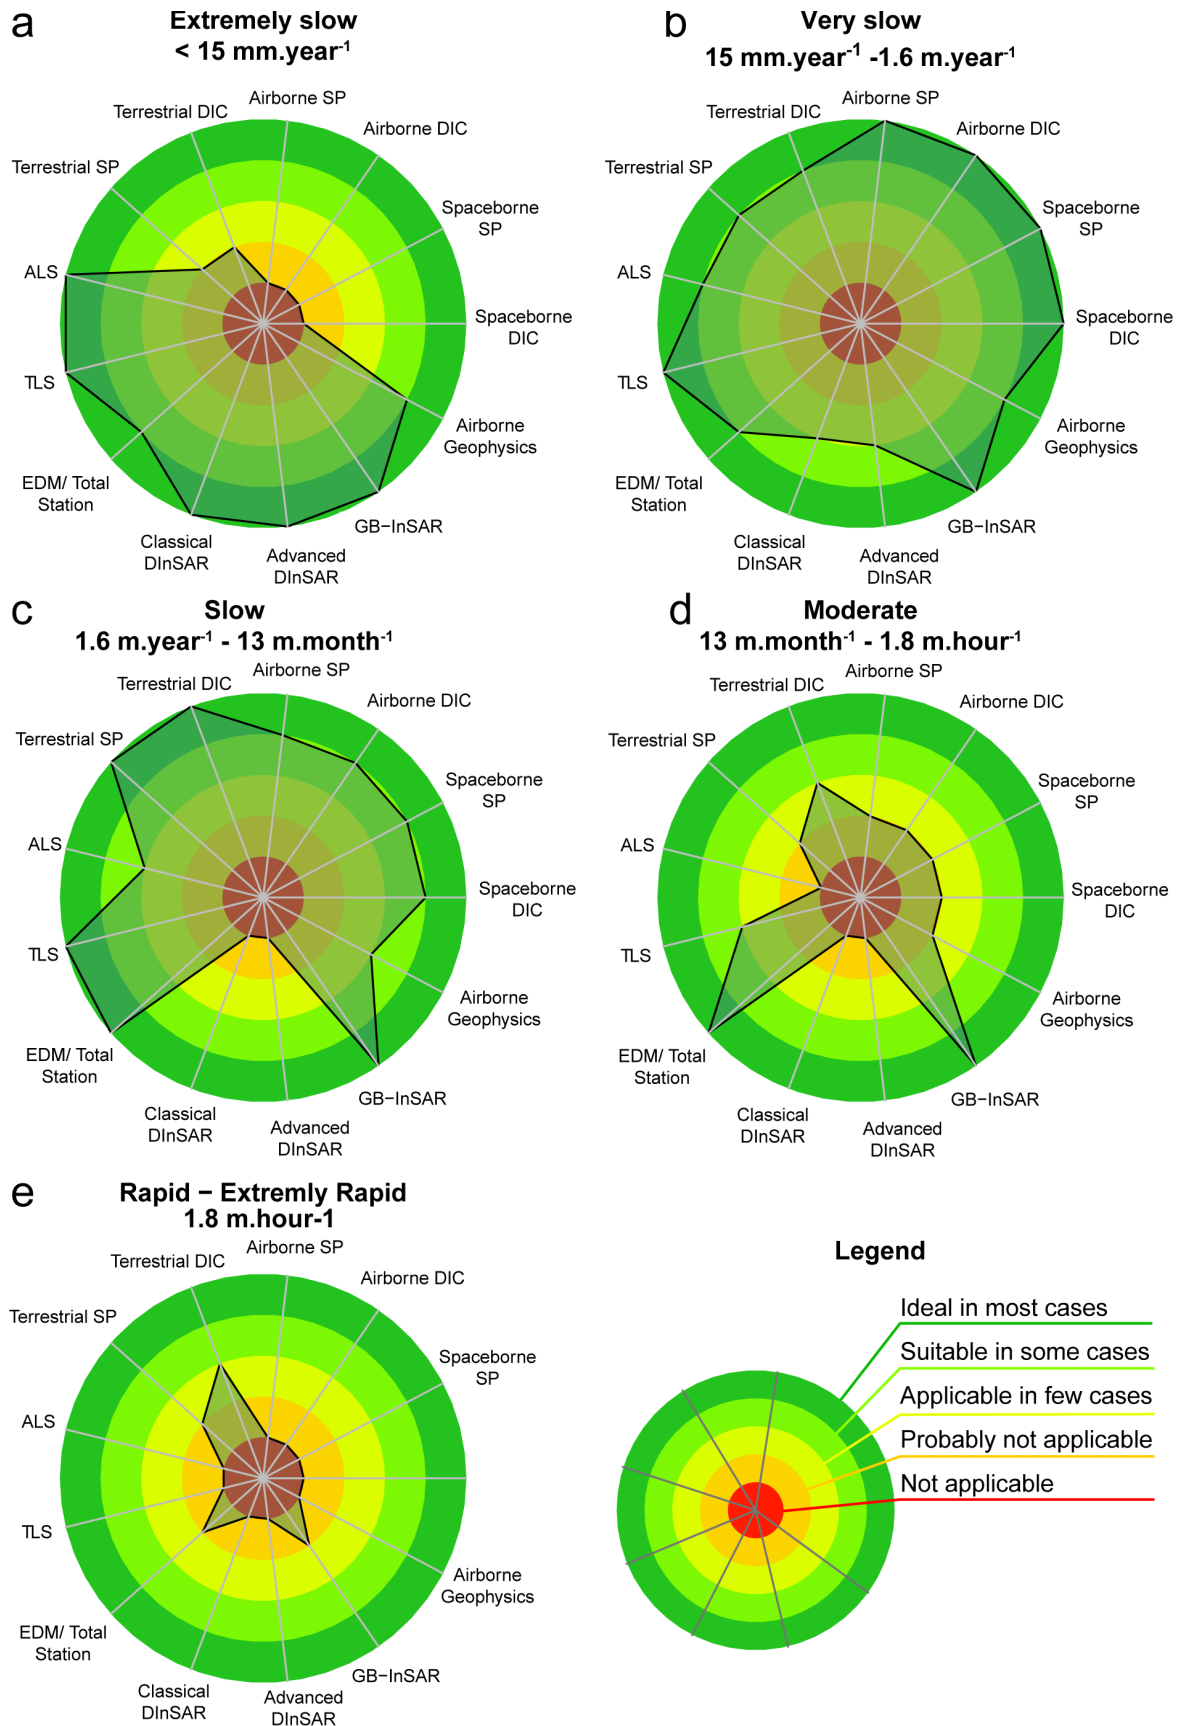 a
Extremely slow
< 15 mm.year-1
Airborne SP
Terrestrial DIC
Airborne DIC
Terrestrial SP
Spaceborne
SP
ALS
Spaceborne
DIC
TLS
Airborne
Geophysics
EDM/ Total
Station
GB−InSAR
Classical
DInSAR
Advanced
DInSAR
b
Very slow
15 mm.year-1 -1.6 m.year-1
Airborne SP
Terrestrial DIC
Airborne DIC
Terrestrial SP
Spaceborne
SP
ALS
Spaceborne
DIC
TLS
Airborne
Geophysics
EDM/ Total
Station
GB−InSAR
Classical
DInSAR
Advanced
DInSAR
c
Slow
1.6 m.year-1 - 13 m.month-1
Airborne SP
Terrestrial DIC
Airborne DIC
Terrestrial SP
Spaceborne
SP
ALS
Spaceborne
DIC
TLS
Airborne
Geophysics
EDM/ Total
Station
GB−InSAR
Classical
DInSAR
Advanced
DInSAR
d
Moderate
13 m.month-1 - 1.8 m.hour-1
Airborne SP
Terrestrial DIC
Airborne DIC
Terrestrial SP
Spaceborne
SP
ALS
Spaceborne
DIC
TLS
Airborne
Geophysics
EDM/ Total
Station
GB−InSAR
Classical
DInSAR
Advanced
DInSAR
e
Rapid − Extremly Rapid
1.8 m.hour-1
Airborne SP
Terrestrial DIC
Airborne DIC
Terrestrial SP
Spaceborne
SP
ALS
TLS
Airborne
Geophysics
EDM/ Total
Station
GB−InSAR
Classical
DInSAR
Advanced
DInSAR
Legend
Ideal in most cases
Suitable in some cases
Applicable in few cases
Probably not applicable
Not applicable